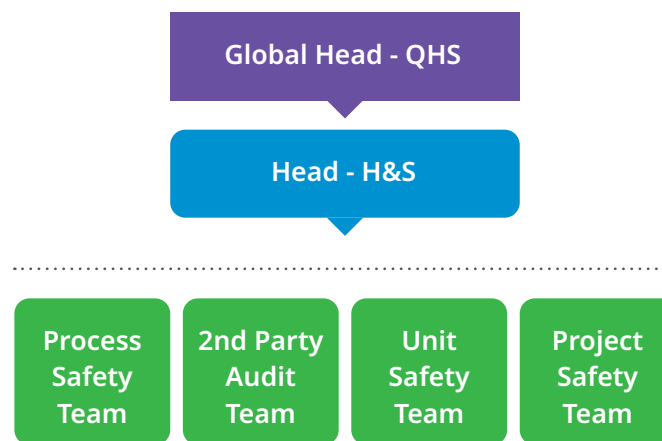 Global Head - QHS
Head - H&S
Process
Safety
Team
2nd Party
Audit
Team
Unit
Safety
Team
Project
Safety
Team